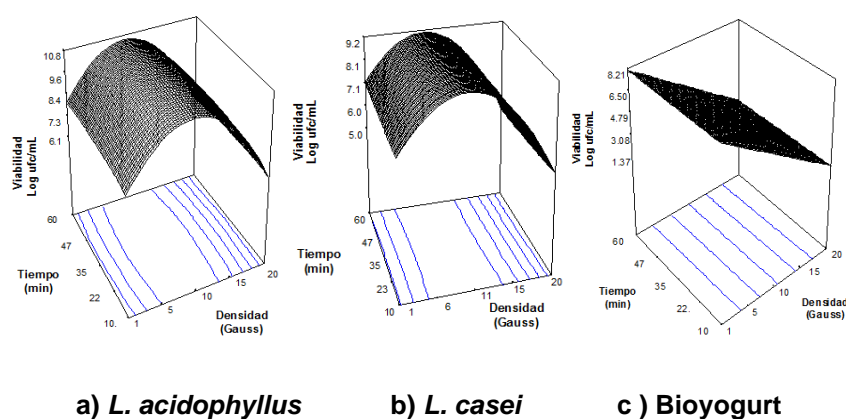 10.8
9.6
8.4
7.3
6.1
Viabilidad
Log ufc/mL
60
47
35
22
10.
Tiempo
(min)
1
5
10
15
20
Densidad
(Gauss)
a) L. acidophyllus
9.2
8.1
7.1
6.0
5.0
Viabilidad
Log ufc/mL
60
47
35
23
10
Tiempo
(min)
1
6
11
15
20
Densidad
(Gauss)
b) L. casei
8.21
6.50
4.79
3.08
1.37
Viabilidad
Log ufc/mL
60
47
35
22.
10
Tiempo
(min)
1
5
10
15
20
Densidad
(Gauss)
c ) Bioyogurt